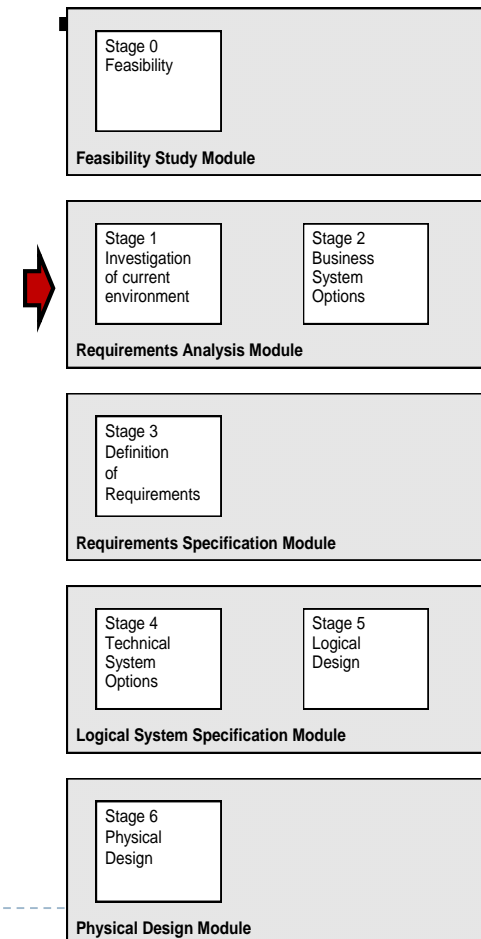 Stage 0
Feasibility
Feasibility Study Module
Stage 1
Investigation
of current
environment
Stage 2
Business
System
Options
Requirements Analysis Module
Stage 3
Definition
of
Requirements
Requirements Specification Module
Stage 4
Technical
System
Options
Stage 5
Logical
Design
Logical System Specification Module
Stage 6
Physical
Design
Physical Design Module